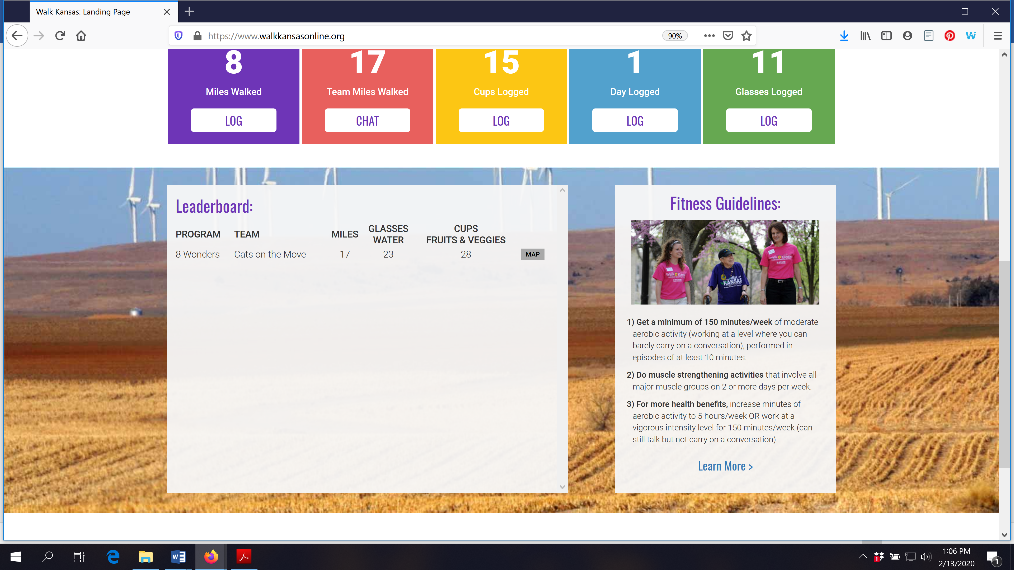 Walk Kansas: Landing Page
https://www.walkkansasonline.org
90%
8
17
15
1
11
Miles Walked
Team Miles Walked
Cups Logged
Day Logged
Glasses Logged
LOG
CHAT
LOG
LOG
LOG
Leaderboard:
PROGRAM TEAM MILES GLASSES WATER CUPS FRUITS & VEGGIES
8 Wonders Cats on the Move 17 23 28 MAP
Fitness Guidelines:
1) Get a minimum of 150 minutes/week of moderate
aerobic activity (working at a level where you can
barely carry on a conversation), performed in
episodes of at least 10 minutes.
2) Do muscle strengthening activities that involve all
major muscle groups on 2 or more days per week.
3) For more health benefits, increase minutes of
aerobic activity to 5 hours/week OR work at a
vigorous intensity level for 150 minutes/week (can
still talk but not carry on a conversation).
Learn More >
1:06 PM
2/13/2020